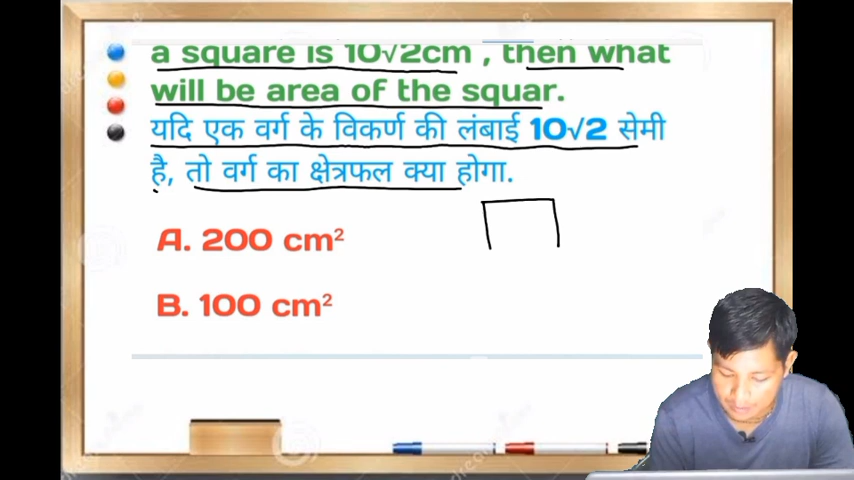 a square is 10√2cm , then what
will be area of the squar.
यदि एक वर्ग के विकर्ण की लंबाई 10√2 सेमी
है, तो वर्ग का क्षेत्रफल क्या होगा.
A. 200 cm²
B. 100 cm²